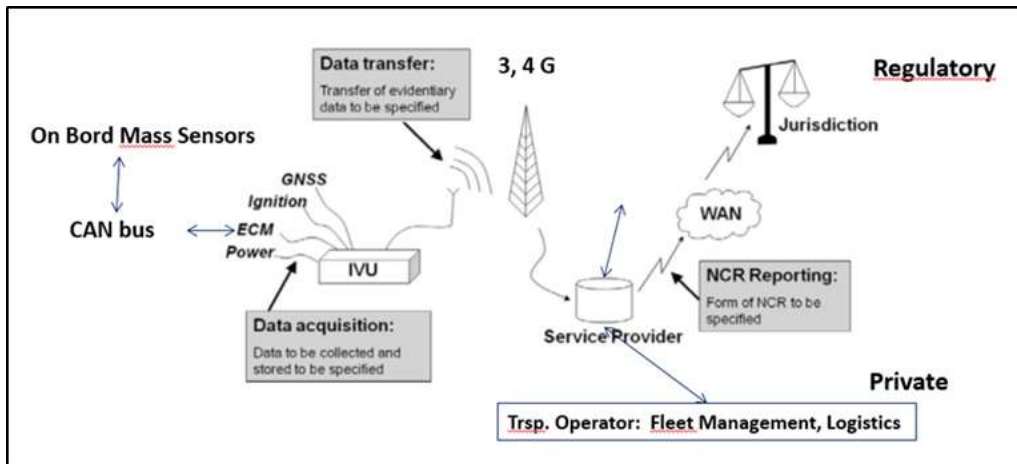 Data transfer:
Transfer of evidentiary
data to be specified
3, 4 G
Regulatory
Jurisdiction
On Bord Mass Sensors
GNSS
Ignition
CAN bus
ECM
Power
IVU
WAN
NCR Reporting:
Form of NCR to be
specified
Data acquisition:
Data to be collected and
stored to be specified
Service Provider
Private
Trsp. Operator: Fleet Management, Logistics